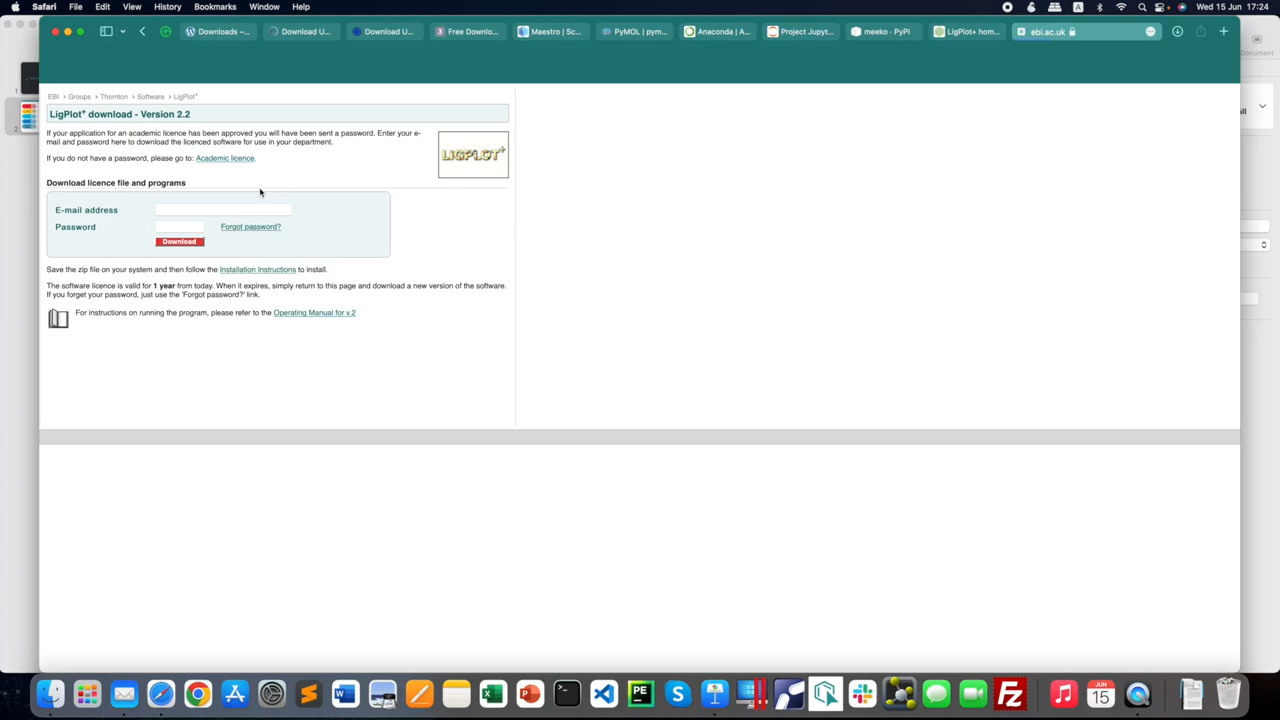 Safari File Edit View History Bookmarks Window Help
A
Wed 15 Jun 17:24
Downloads –...
Download U...
Download U...
Free Downlo...
Maestro | Sc...
PyMOL | pym...
Anaconda | A...
Project Jupyt...
meeko · PyPI
LigPlot+ hom...
ebi.ac.uk
Document
EBI > Groups > Thornton > Software > LigPlot+
LigPlot+ download - Version 2.2
If your application for an academic licence has been approved you will have been sent a password. Enter your e-
mail and password here to download the licenced software for use in your department.
LIGPLOT+
If you do not have a password, please go to: Academic licence.
Download licence file and programs
E-mail address
Password
Forgot password?
Download
Save the zip file on your system and then follow the Installation Instructions to install.
The software licence is valid for 1 year from today. When it expires, simply return to this page and download a new version of the software.
If you forget your password, just use the 'Forgot password?' link.
For instructions on running the program, please refer to the Operating Manual for v.2
1
2
all
PE
JUN
15
Fz